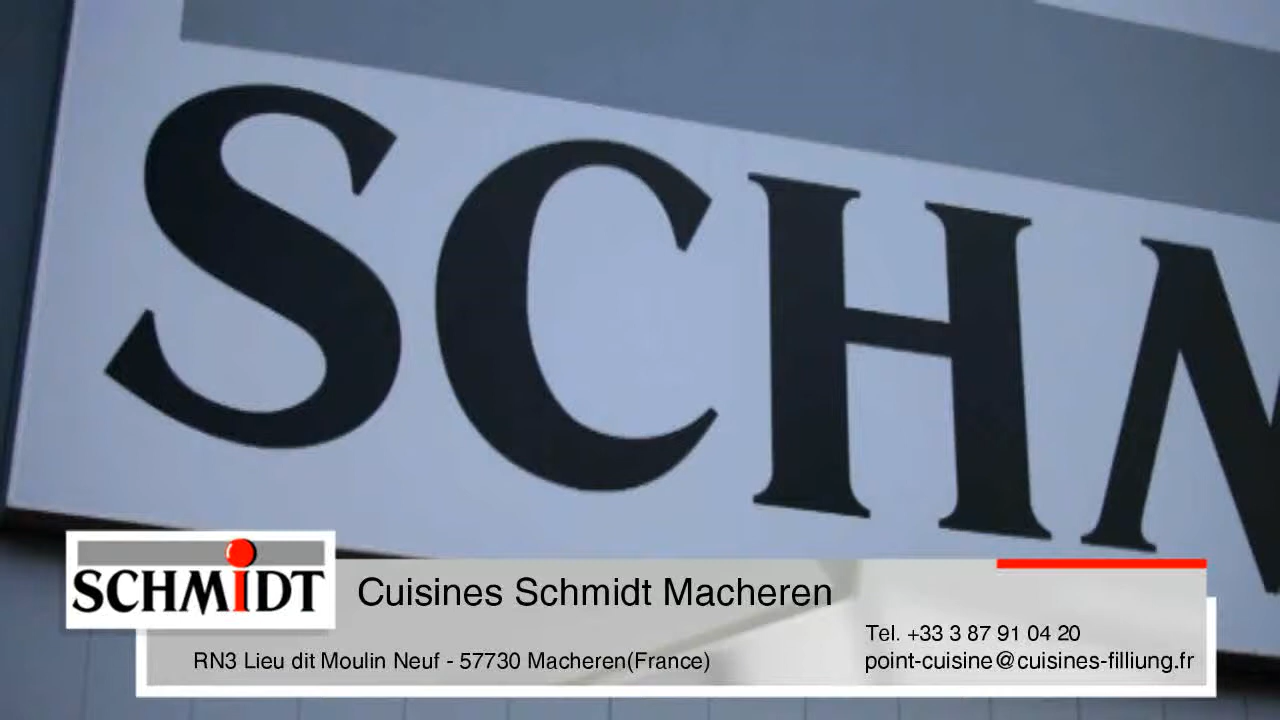 SCHM
SCHMiDT
Cuisines Schmidt Macheren
Tel. +33 3 87 91 04 20
RN3 Lieu dit Moulin Neuf - 57730 Macheren(France)
point-cuisine@cuisines-filliung.fr